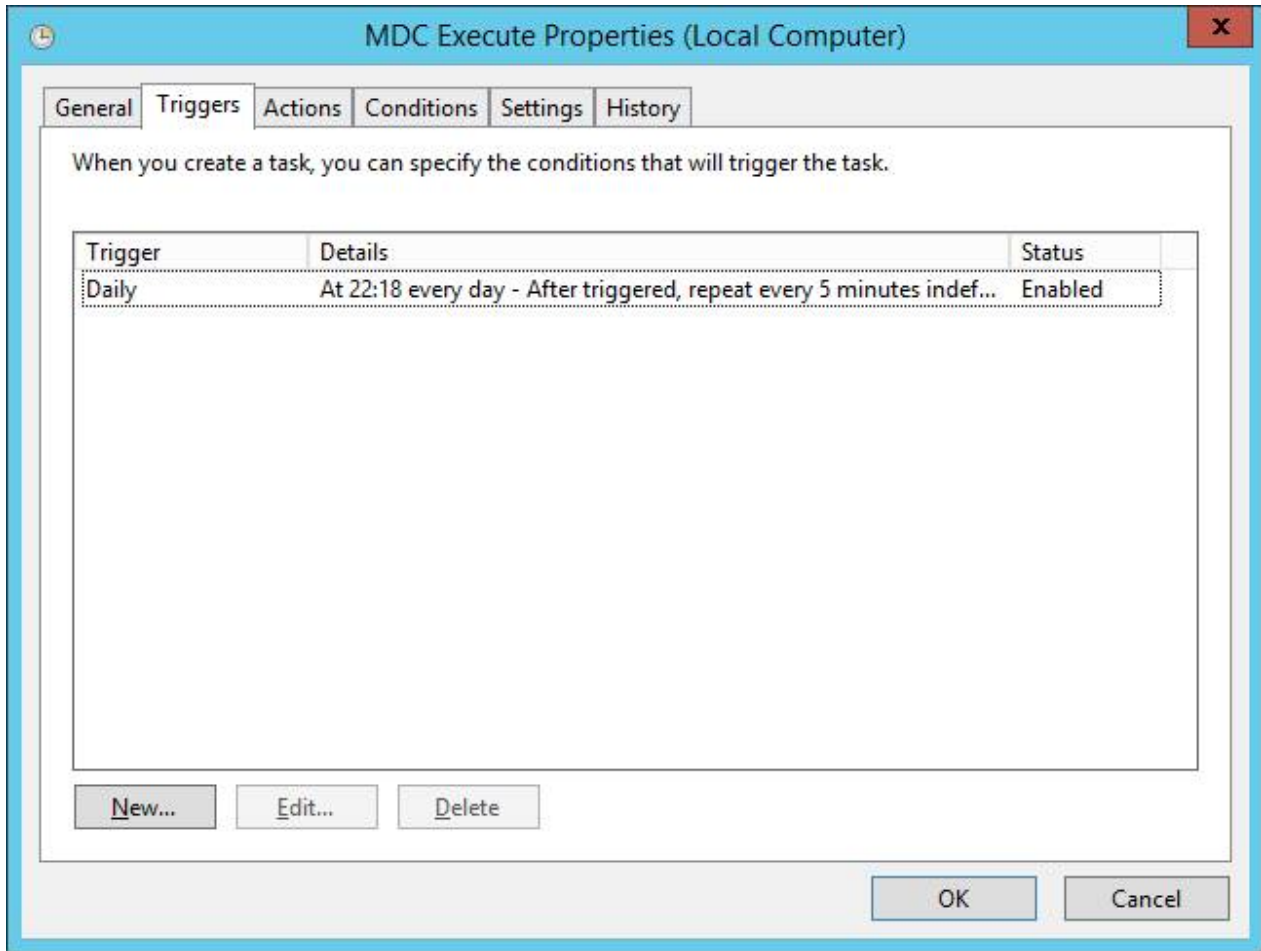 MDC Execute Properties (Local Computer)
x
General Triggers Actions Conditions Settings History
When you create a task, you can specify the conditions that will trigger the task.
Trigger Details Status
Daily At 22:18 every day - After triggered, repeat every 5 minutes indef... Enabled
New... Edit... Delete
OK Cancel